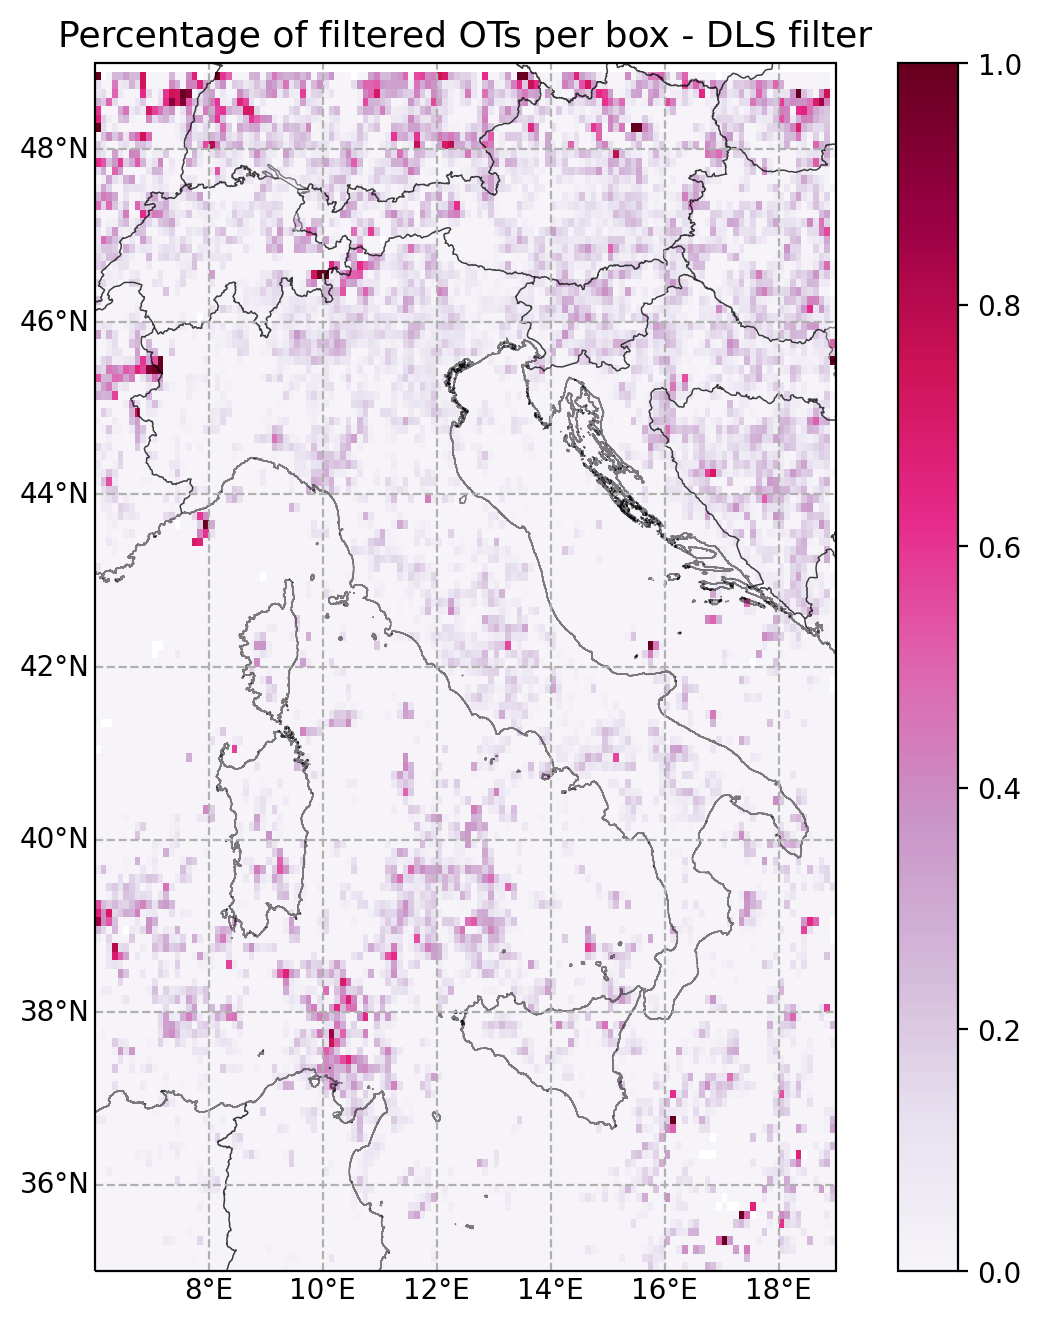 Percentage of filtered OTs per box - DLS filter
48°N
46°N
44°N
42°N
40°N
38°N
36°N
8°E 10°E 12°E 14°E 16°E 18°E
1.0
0.8
0.6
0.4
0.2
0.0